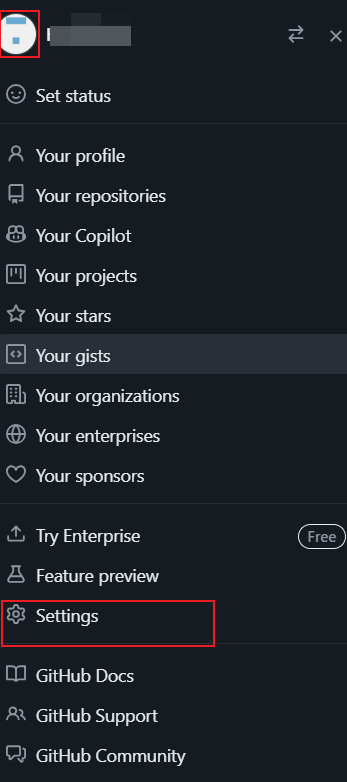 Set status
Your profile
Your repositories
Your Copilot
Your projects
Your stars
Your gists
Your organizations
Your enterprises
Your sponsors
Try Enterprise Free
Feature preview
Settings
GitHub Docs
GitHub Support
GitHub Community